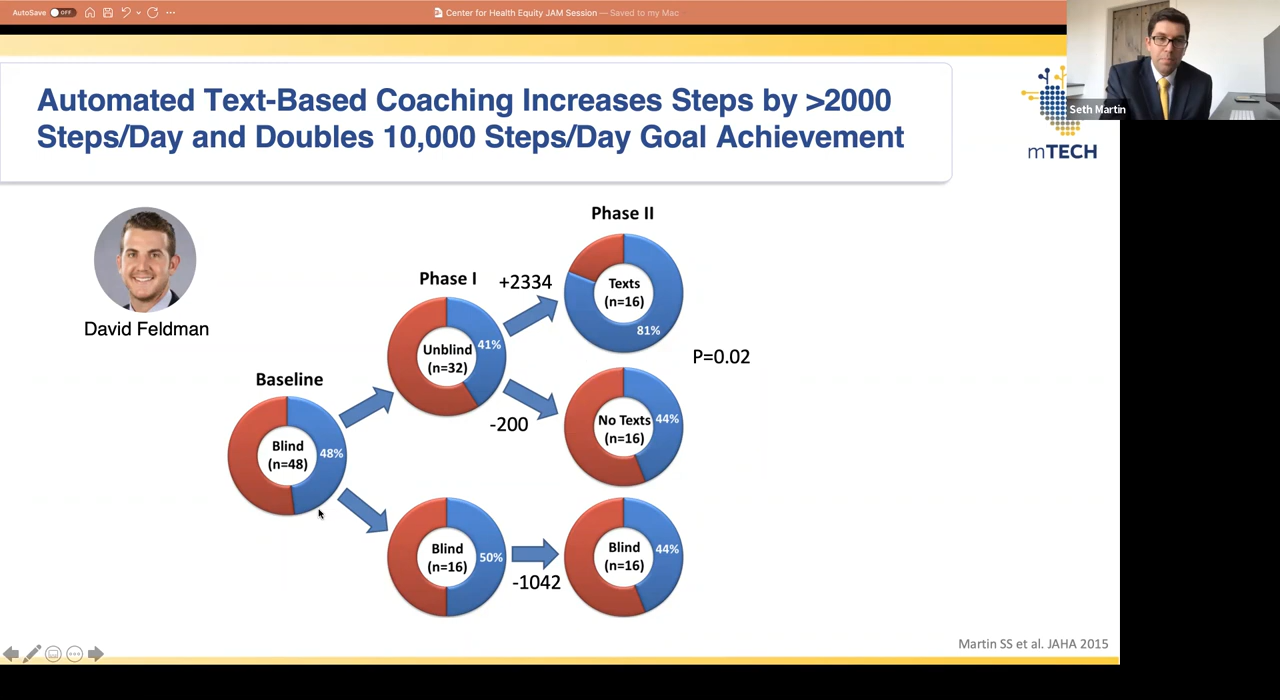 AutoSave OFF
Center for Health Equity JAM Session — Saved to my Mac
Seth Martin
mTECH
Automated Text-Based Coaching Increases Steps by >2000
Steps/Day and Doubles 10,000 Steps/Day Goal Achievement
David Feldman
Baseline
Blind
(n=48)
48%
Phase I
Unblind
(n=32)
41%
Blind
(n=16)
50%
+2334
-200
-1042
Phase II
Texts
(n=16)
81%
P=0.02
No Texts
(n=16)
44%
Blind
(n=16)
44%
Martin SS et al. JAHA 2015